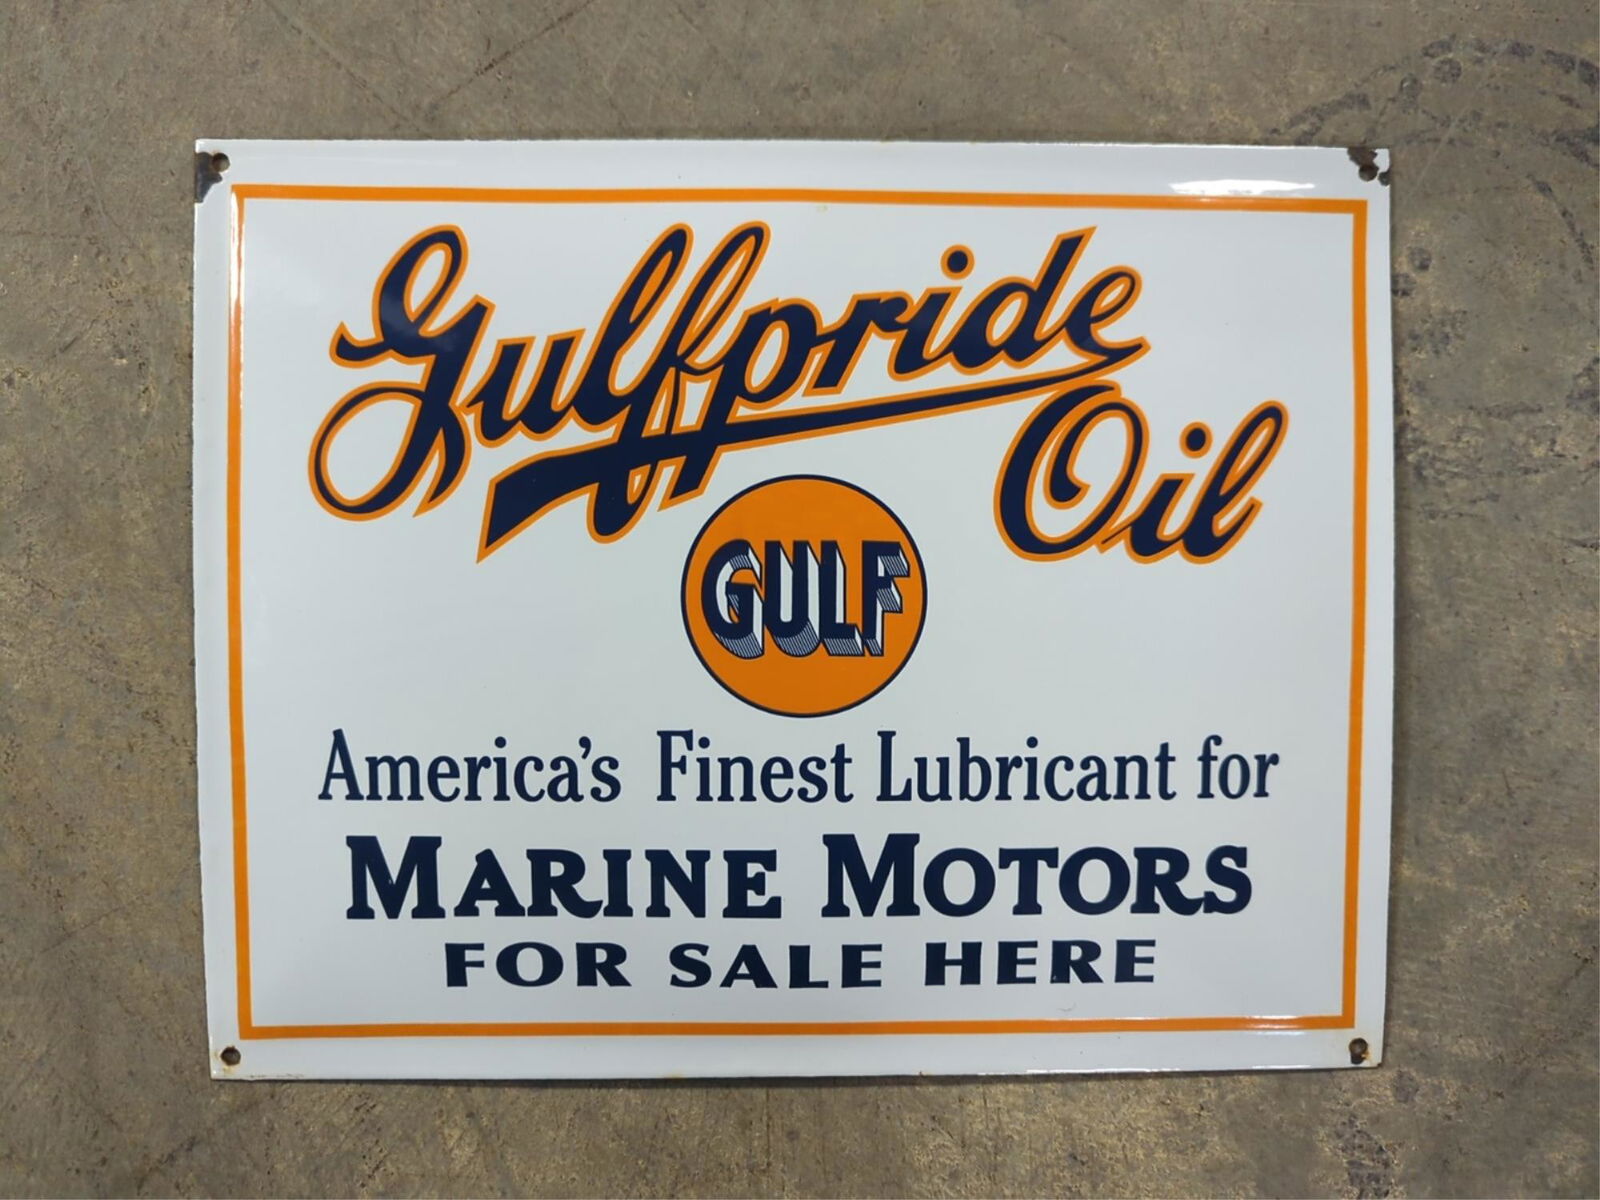 Gulfpride
Oil
GULF
America's Finest Lubricant for
MARINE MOTORS
FOR SALE HERE